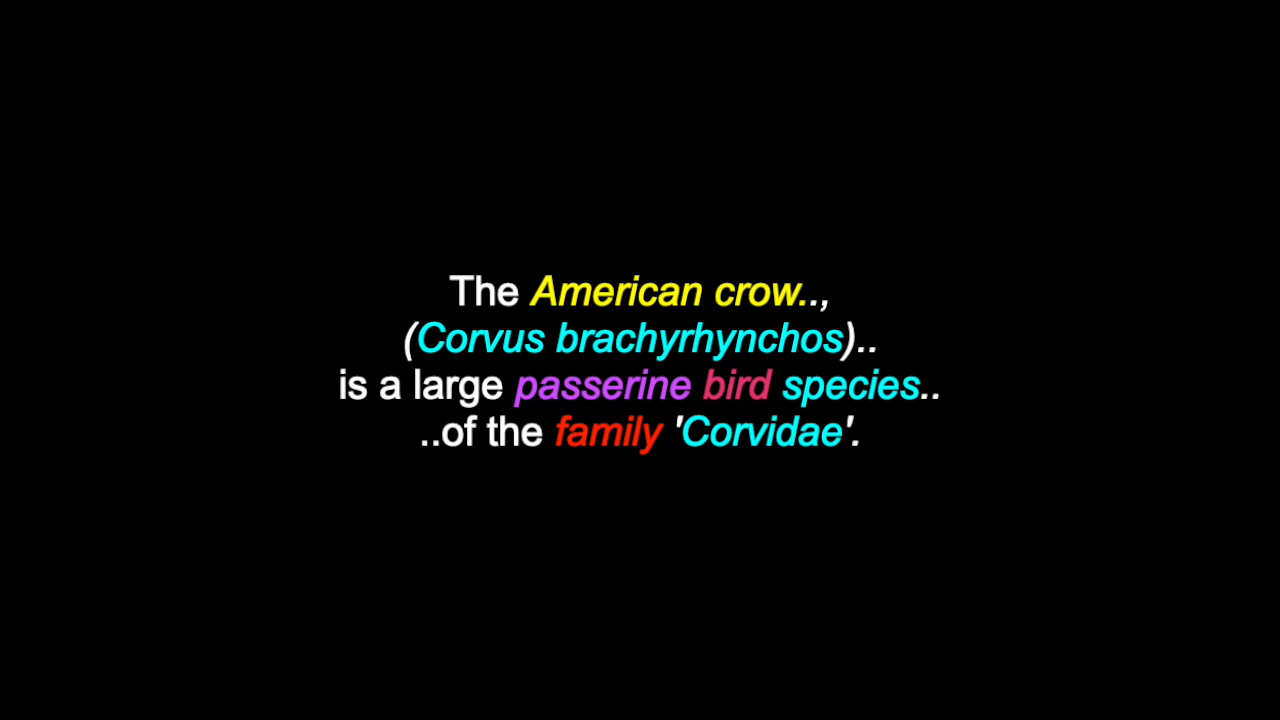 The American crow..,
(Corvus brachyrhynchos)..
is a large passerine bird species..
..of the family 'Corvidae'.